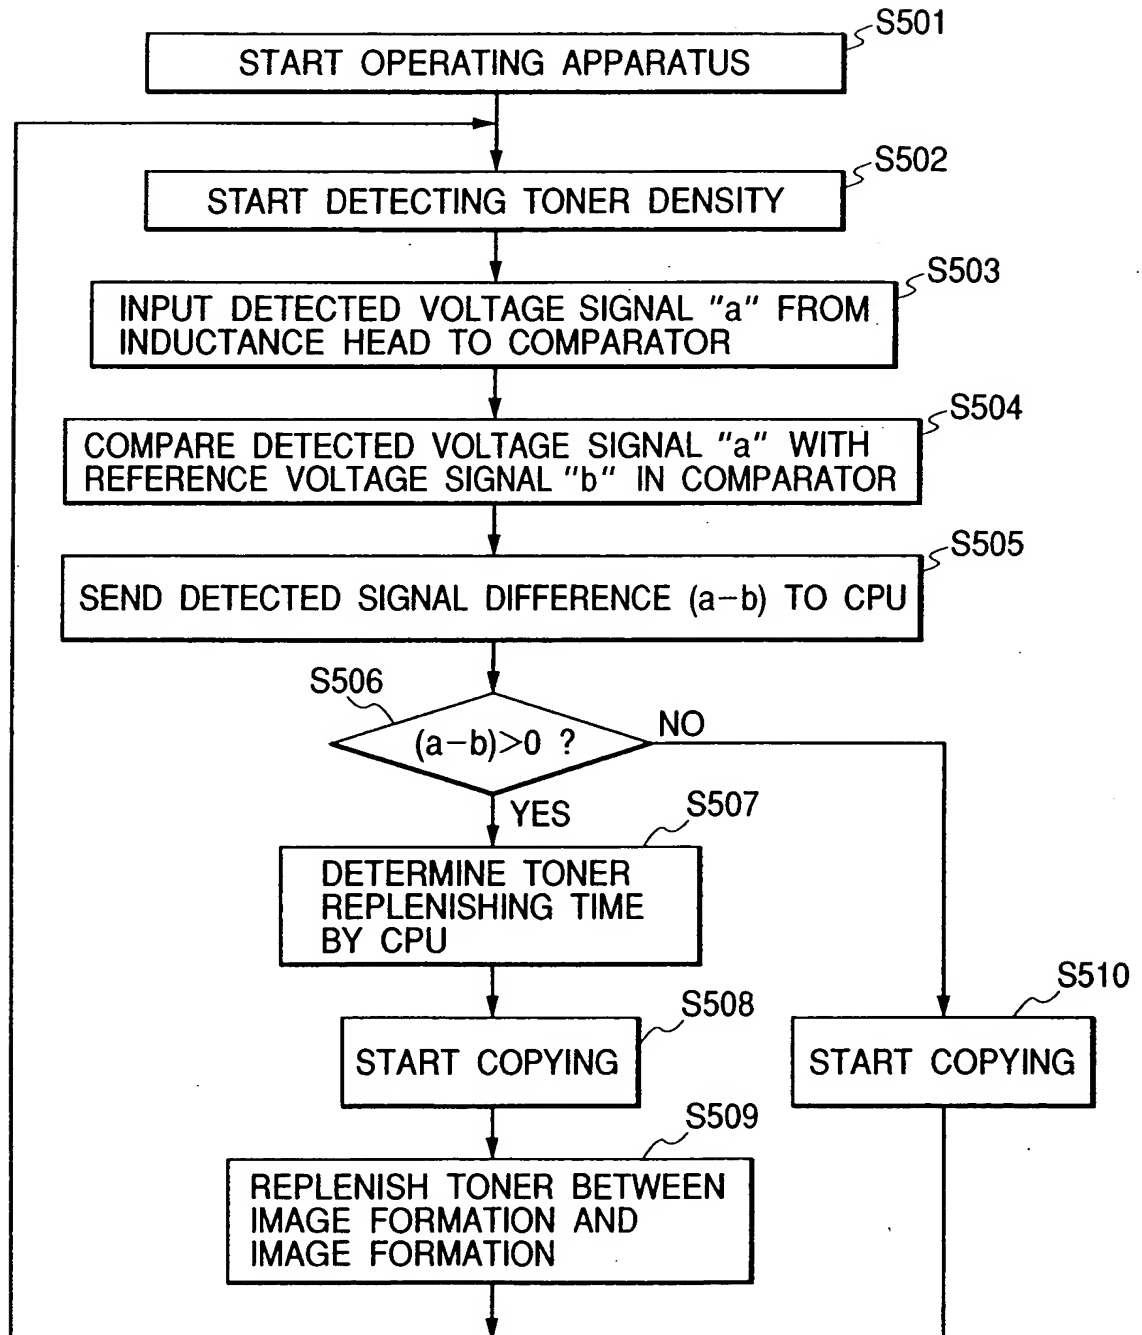 S501
START OPERATING APPARATUS
S502
START DETECTING TONER DENSITY
S503
INPUT DETECTED VOLTAGE SIGNAL "a" FROM
INDUCTANCE HEAD TO COMPARATOR
S504
COMPARE DETECTED VOLTAGE SIGNAL "a" WITH
REFERENCE VOLTAGE SIGNAL "b" IN COMPARATOR
S505
SEND DETECTED SIGNAL DIFFERENCE (a-b) TO CPU
S506
(a-b)>0 ?
NO
YES
S507
DETERMINE TONER
REPLENISHING TIME
BY CPU
S508
START COPYING
S510
START COPYING
S509
REPLENISH TONER BETWEEN
IMAGE FORMATION AND
IMAGE FORMATION